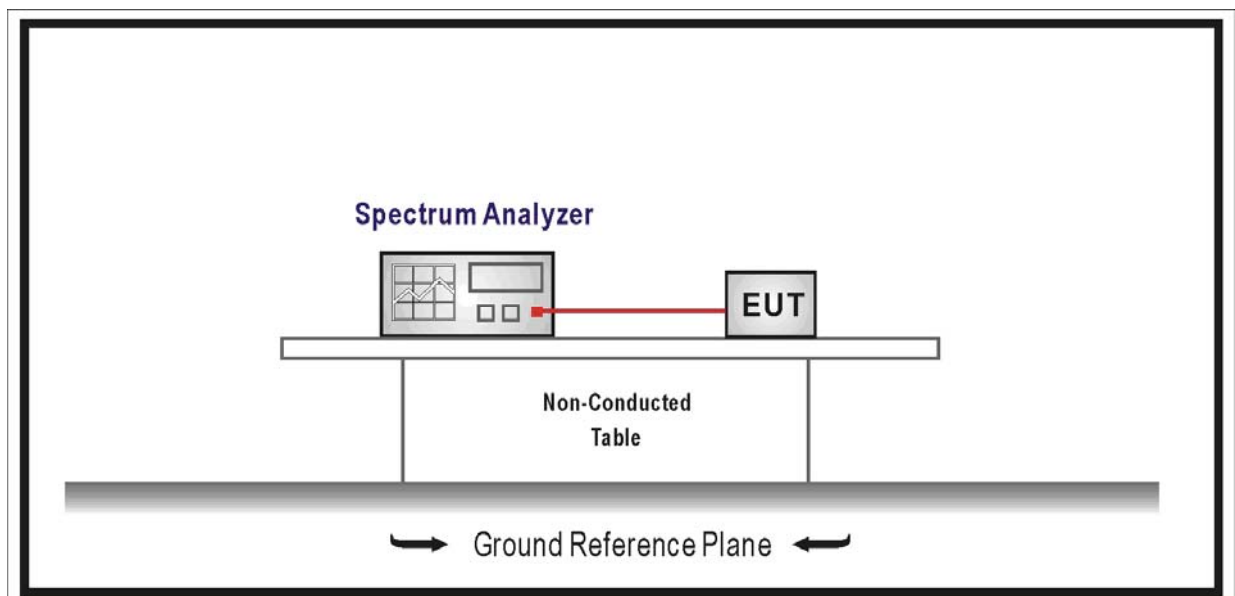 Spectrum Analyzer
EUT
Non-Conducted
Table
Ground Reference Plane